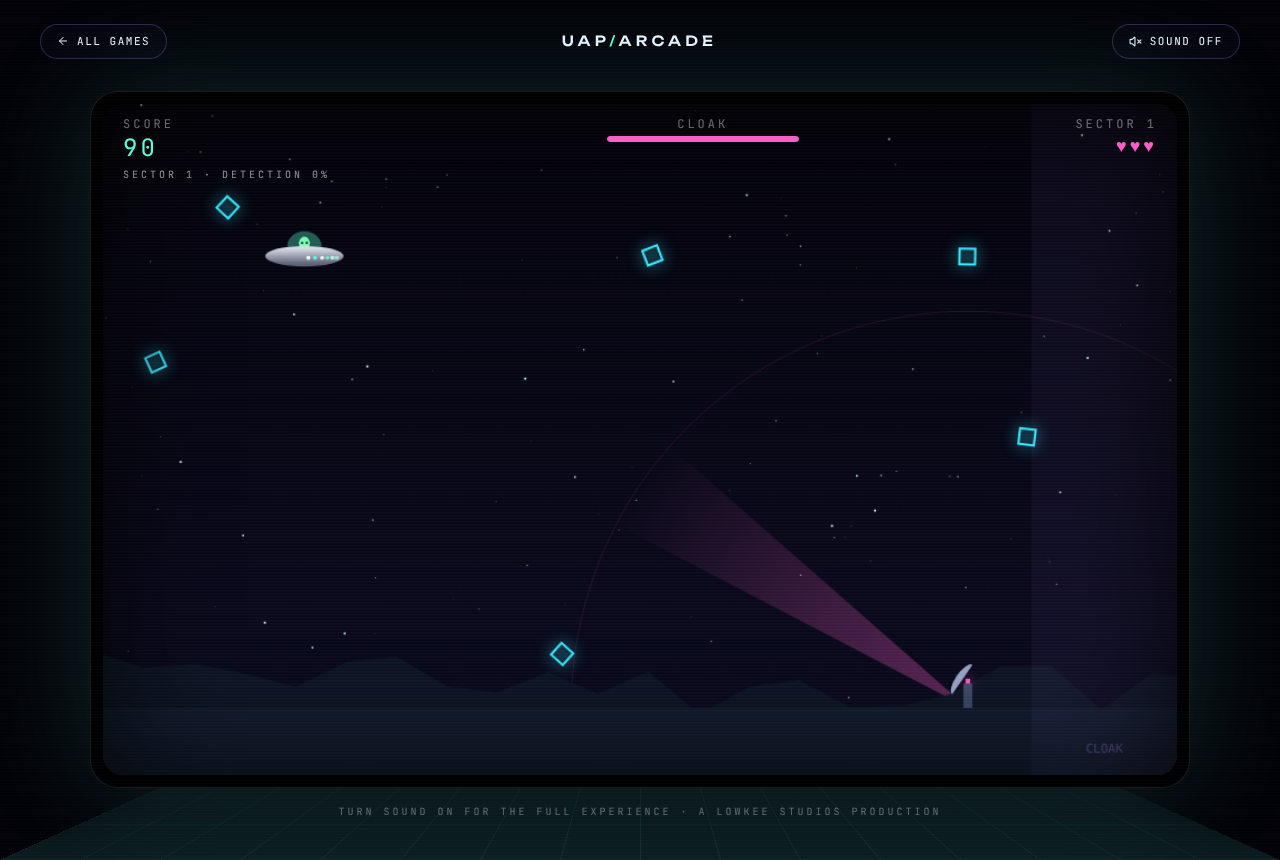 ← ALL GAMES
UAP/ARCADE
SOUND OFF
SCORE
90
SECTOR 1 · DETECTION 0%
CLOAK
SECTOR 1
♥♥♥
CLOAK
TURN SOUND ON FOR THE FULL EXPERIENCE · A LOWKEE STUDIOS PRODUCTION